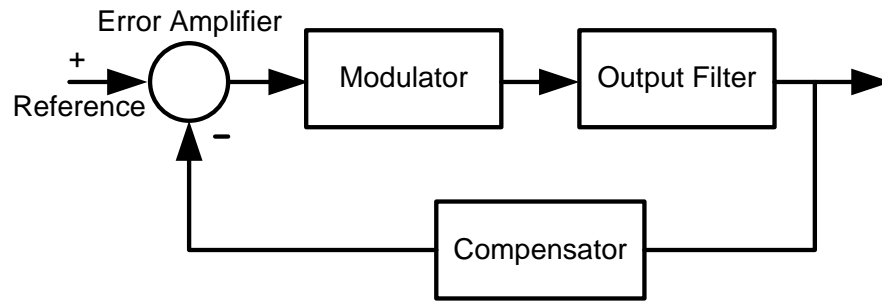 Error Amplifier
+
Reference
−
Modulator
Output Filter
Compensator